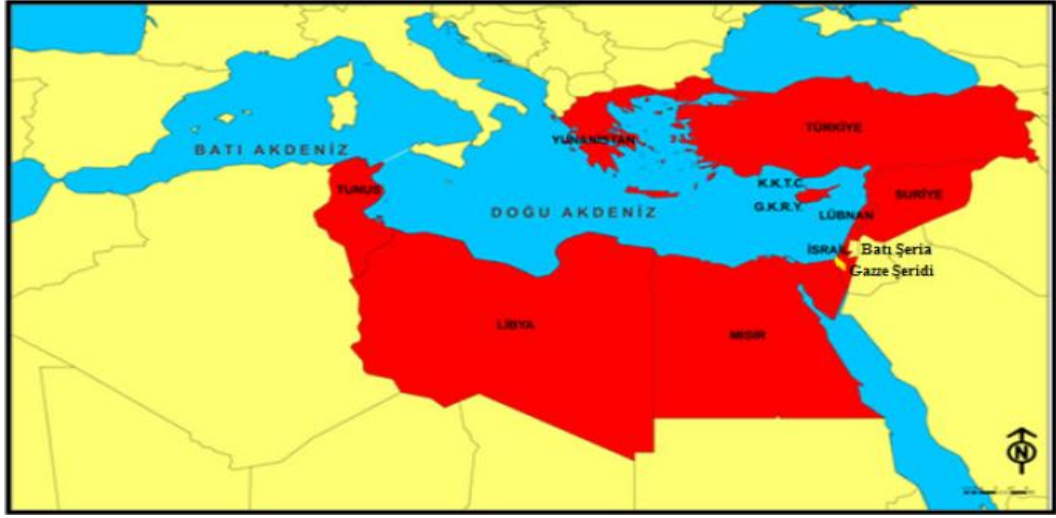 TÜRKİYE
YUNANİSTAN
BATI AKDENİZ
K.K.T.C.
TUNUS
SURİYE
G.K.R.Y.
DOĞU AKDENİZ
LÜBNAN
İSRAİL
Batı Şeria
Gazze Şeridi
LİBYA
MISIR
N